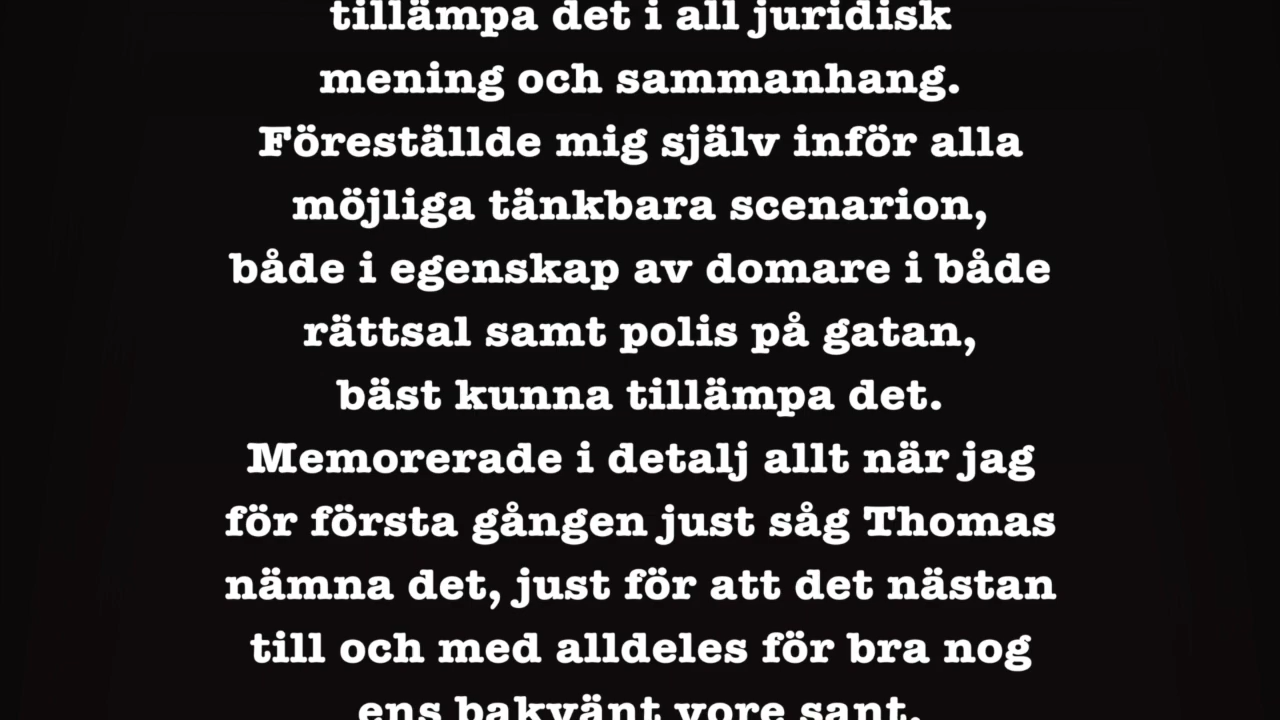 tillämpa det i all juridisk
mening och sammanhang.
Föreställde mig själv inför alla
möjliga tänkbara scenarion,
både i egenskap av domare i både
rättsal samt polis på gatan,
bäst kunna tillämpa det.
Memorerade i detalj allt när jag
för första gången just såg Thomas
nämna det, just för att det nästan
till och med alldeles för bra nog
ens bakvänt vore sant.